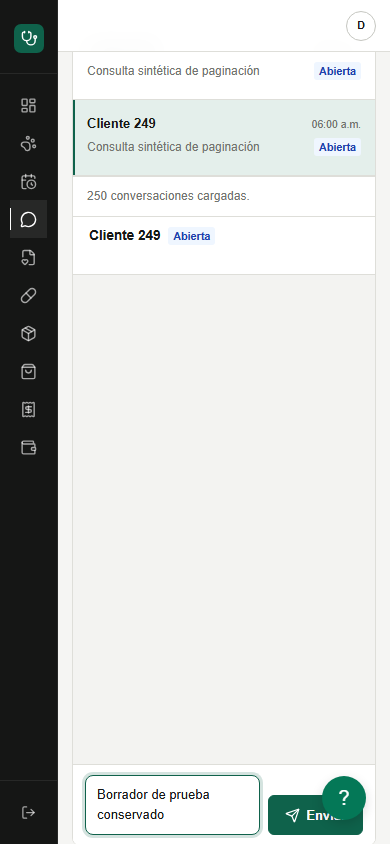 D
Consulta sintética de paginación Abierta
Cliente 249 06:00 a.m.
Consulta sintética de paginación Abierta
250 conversaciones cargadas.
Cliente 249 Abierta
Borrador de prueba
conservado
?